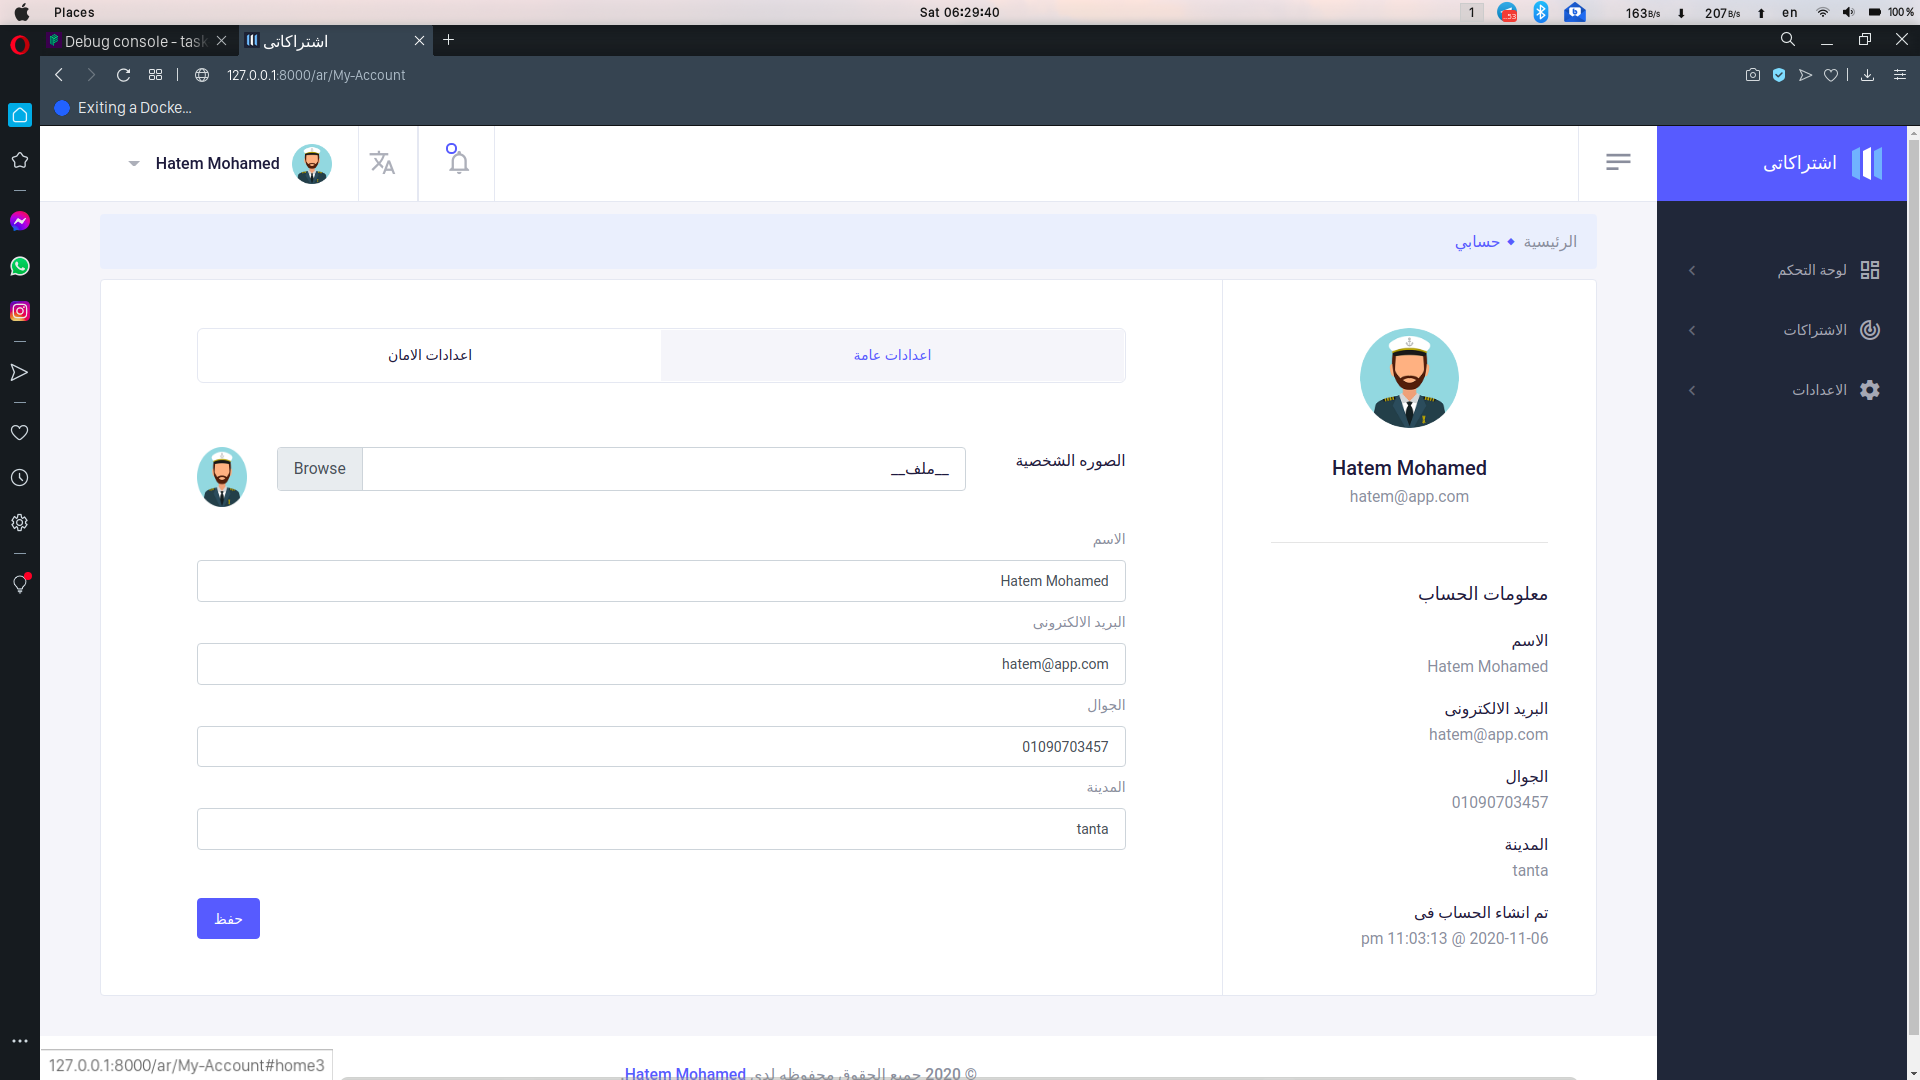 Places
Sat 06:29:40
1
53
163B/s
207B/s
en
100%
Debug console - task
اشتراكاتى
127.0.0.1:8000/ar/My-Account
Exiting a Docke...
Hatem Mohamed
اشتراكاتى
الرئيسية
حسابي
لوحة التحكم
الاشتراكات
الاعدادات
اعدادات عامة
اعدادات الامان
الصوره الشخصية
__ملف__
Browse
الاسم
Hatem Mohamed
البريد الالكترونى
hatem@app.com
الجوال
01090703457
المدينة
tanta
حفظ
Hatem Mohamed
hatem@app.com
معلومات الحساب
الاسم
Hatem Mohamed
البريد الالكترونى
hatem@app.com
الجوال
01090703457
المدينة
tanta
تم انشاء الحساب فى
pm 11:03:13 @ 2020-11-06
© 2020 جميع الحقوق محفوظه لدى Hatem Mohamed.
127.0.0.1:8000/ar/My-Account#home3